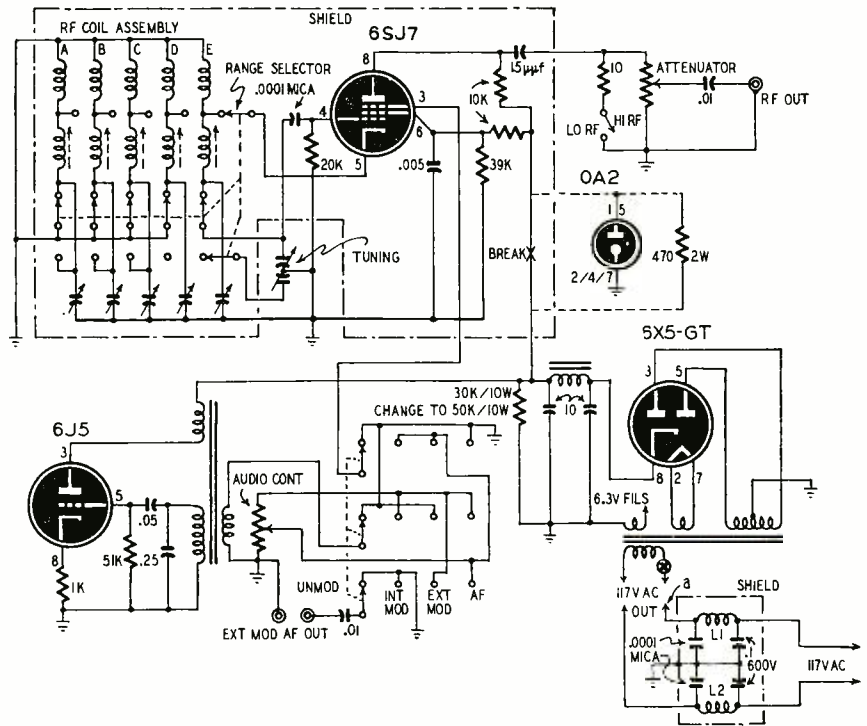 SHIELD
RF COIL ASSEMBLY
6SJ7
A B C D E
RANGE SELECTOR
.0001 MICA
8
4
3
6
5
20K
.005
10K
39K
15µµf
10
ATTENUATOR
.01
RF OUT
LO RF
HI RF
TUNING
BREAK
0A2
1 5
2/4/7
470
2W
6X5-GT
3 5
8 2 7
30K/10W
CHANGE TO 50K/10W
10
6.3V FILS
6J5
3
5
8
.05
51K
.25
1K
AUDIO CONT
UNMOD
INT MOD
EXT MOD
AF
EXT MOD
AF OUT
.01
117V AC OUT
a
SHIELD
.0001 MICA
L1
L2
600V
117VAC